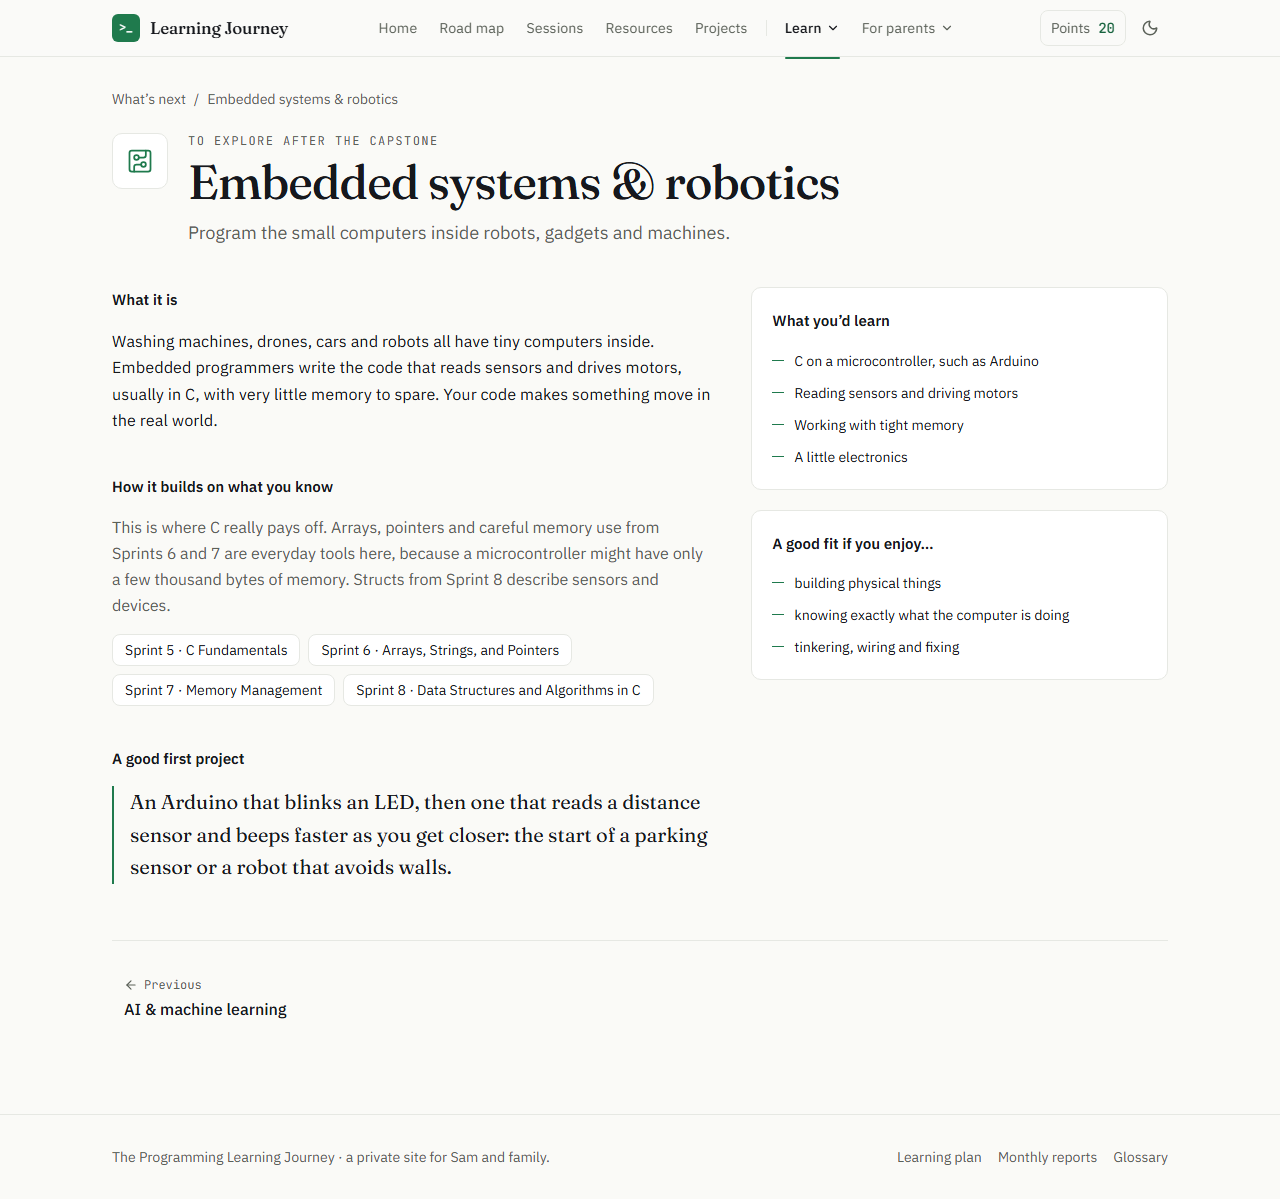 >_ Learning Journey
Home
Road map
Sessions
Resources
Projects
Learn
For parents
Points 20
What’s next / Embedded systems & robotics
TO EXPLORE AFTER THE CAPSTONE
Embedded systems & robotics
Program the small computers inside robots, gadgets and machines.
What it is
Washing machines, drones, cars and robots all have tiny computers inside.
Embedded programmers write the code that reads sensors and drives motors,
usually in C, with very little memory to spare. Your code makes something move in
the real world.
How it builds on what you know
This is where C really pays off. Arrays, pointers and careful memory use from
Sprints 6 and 7 are everyday tools here, because a microcontroller might have only
a few thousand bytes of memory. Structs from Sprint 8 describe sensors and
devices.
Sprint 5 · C Fundamentals
Sprint 6 · Arrays, Strings, and Pointers
Sprint 7 · Memory Management
Sprint 8 · Data Structures and Algorithms in C
A good first project
An Arduino that blinks an LED, then one that reads a distance
sensor and beeps faster as you get closer: the start of a parking
sensor or a robot that avoids walls.
What you’d learn
— C on a microcontroller, such as Arduino
— Reading sensors and driving motors
— Working with tight memory
— A little electronics
A good fit if you enjoy…
— building physical things
— knowing exactly what the computer is doing
— tinkering, wiring and fixing
← Previous
AI & machine learning
The Programming Learning Journey · a private site for Sam and family.
Learning plan
Monthly reports
Glossary